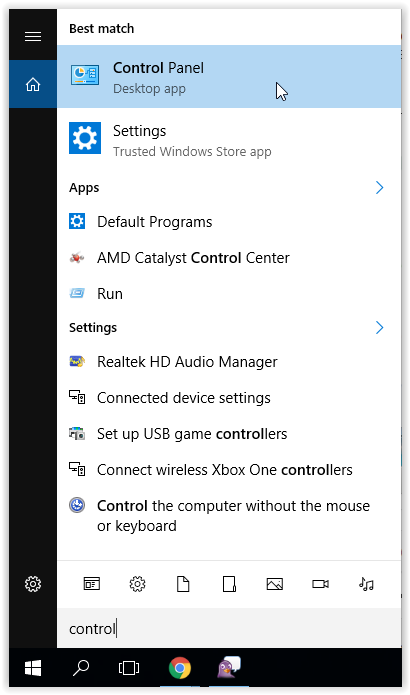 Best match
Control Panel
Desktop app
Settings
Trusted Windows Store app
Apps
Default Programs
AMD Catalyst Control Center
Run
Settings
Realtek HD Audio Manager
Connected device settings
Set up USB game controllers
Connect wireless Xbox One controllers
Control the computer without the mouse
or keyboard
control